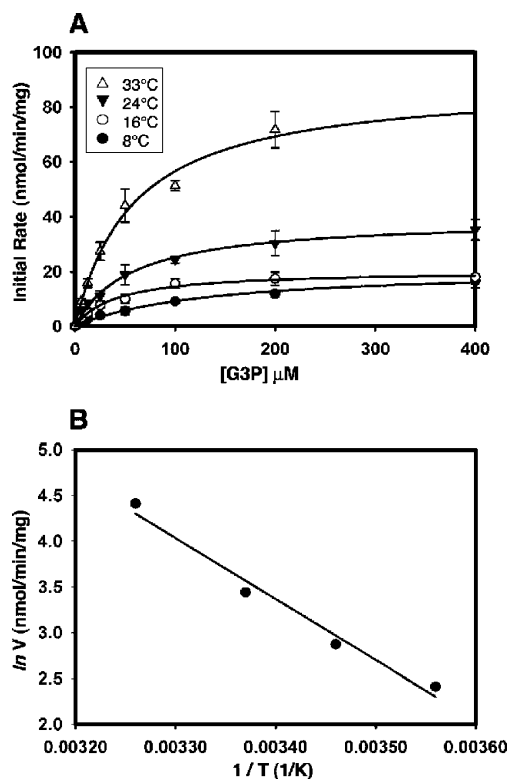 A
100
80
60
40
20
0
Initial Rate (nmol/min/mg)
33°C
24°C
16°C
8°C
0 100 200 300 400
[G3P] μM
B
5.0
4.5
4.0
3.5
3.0
2.5
2.0
ln V (nmol/min/mg)
0.00320 0.00330 0.00340 0.00350 0.00360
1 / T (1/K)